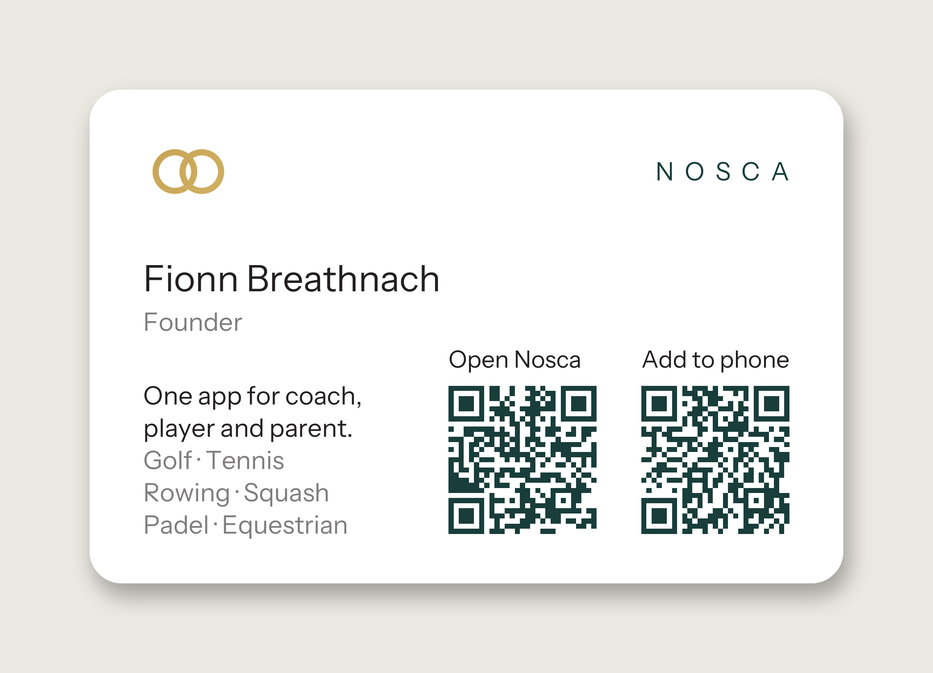 NOSCA
Fionn Breathnach
Founder
Open Nosca
Add to phone
One app for coach,
player and parent.
Golf · Tennis
Rowing · Squash
Padel · Equestrian